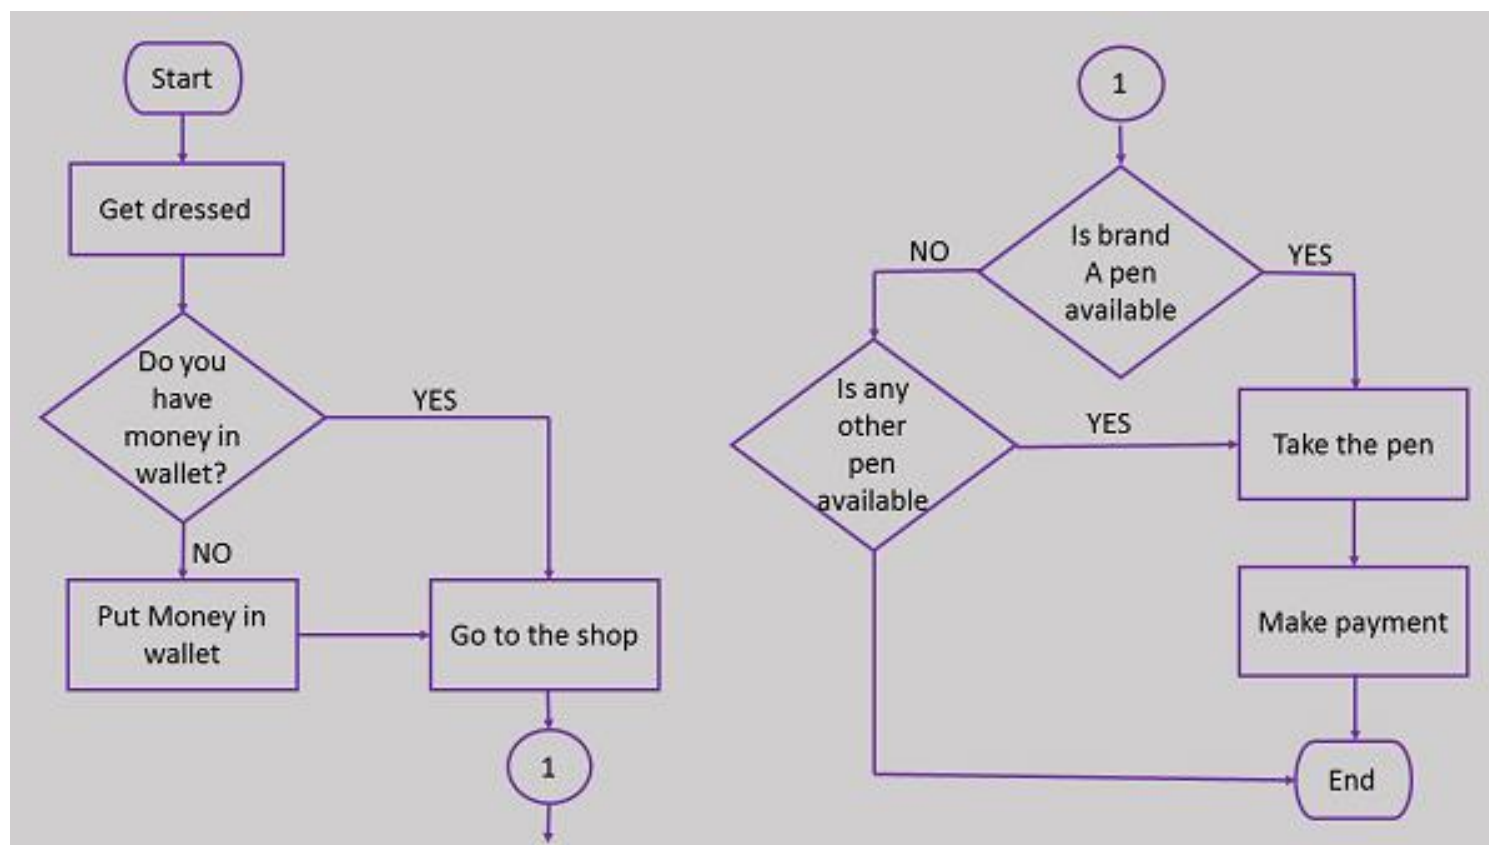 Start
Get dressed
Do you
have
money in
wallet?
YES
NO
Put Money in
wallet
Go to the shop
1
1
Is brand
A pen
available
NO
YES
Is any
other
pen
available
YES
Take the pen
Make payment
End